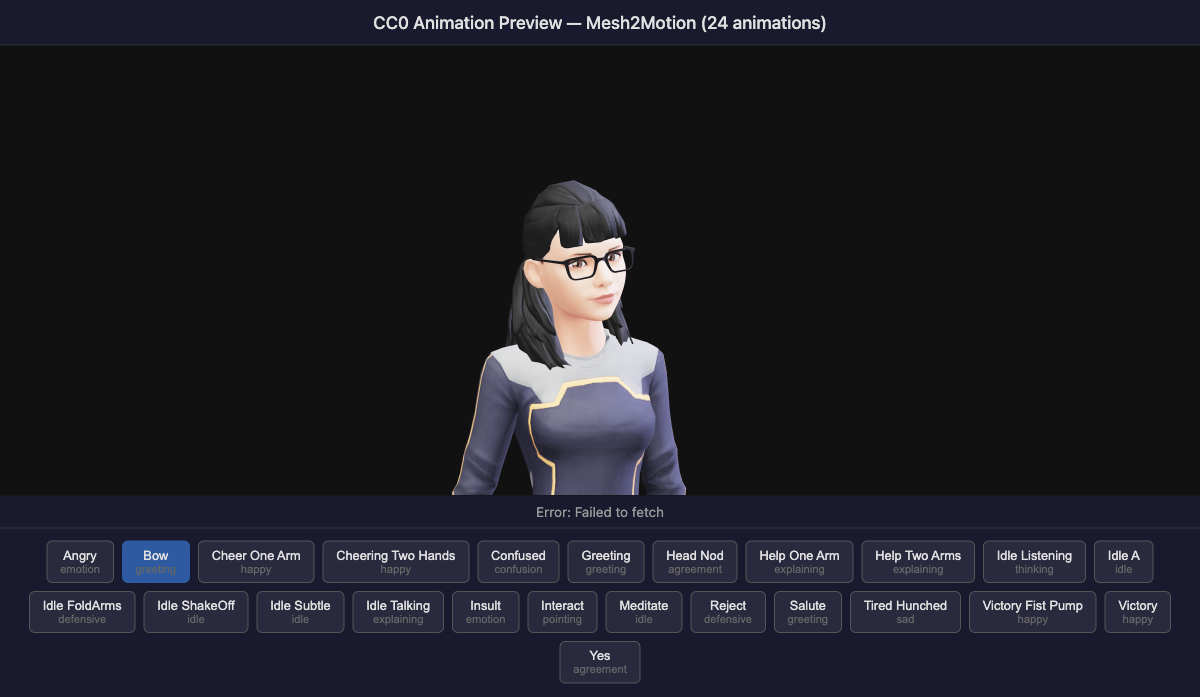 CC0 Animation Preview — Mesh2Motion (24 animations)
Error: Failed to fetch
Angry
emotion
Bow
greeting
Cheer One Arm
happy
Cheering Two Hands
happy
Confused
confusion
Greeting
greeting
Head Nod
agreement
Help One Arm
explaining
Help Two Arms
explaining
Idle Listening
thinking
Idle A
idle
Idle FoldArms
defensive
Idle ShakeOff
idle
Idle Subtle
idle
Idle Talking
explaining
Insult
emotion
Interact
pointing
Meditate
idle
Reject
defensive
Salute
greeting
Tired Hunched
sad
Victory Fist Pump
happy
Victory
happy
Yes
agreement